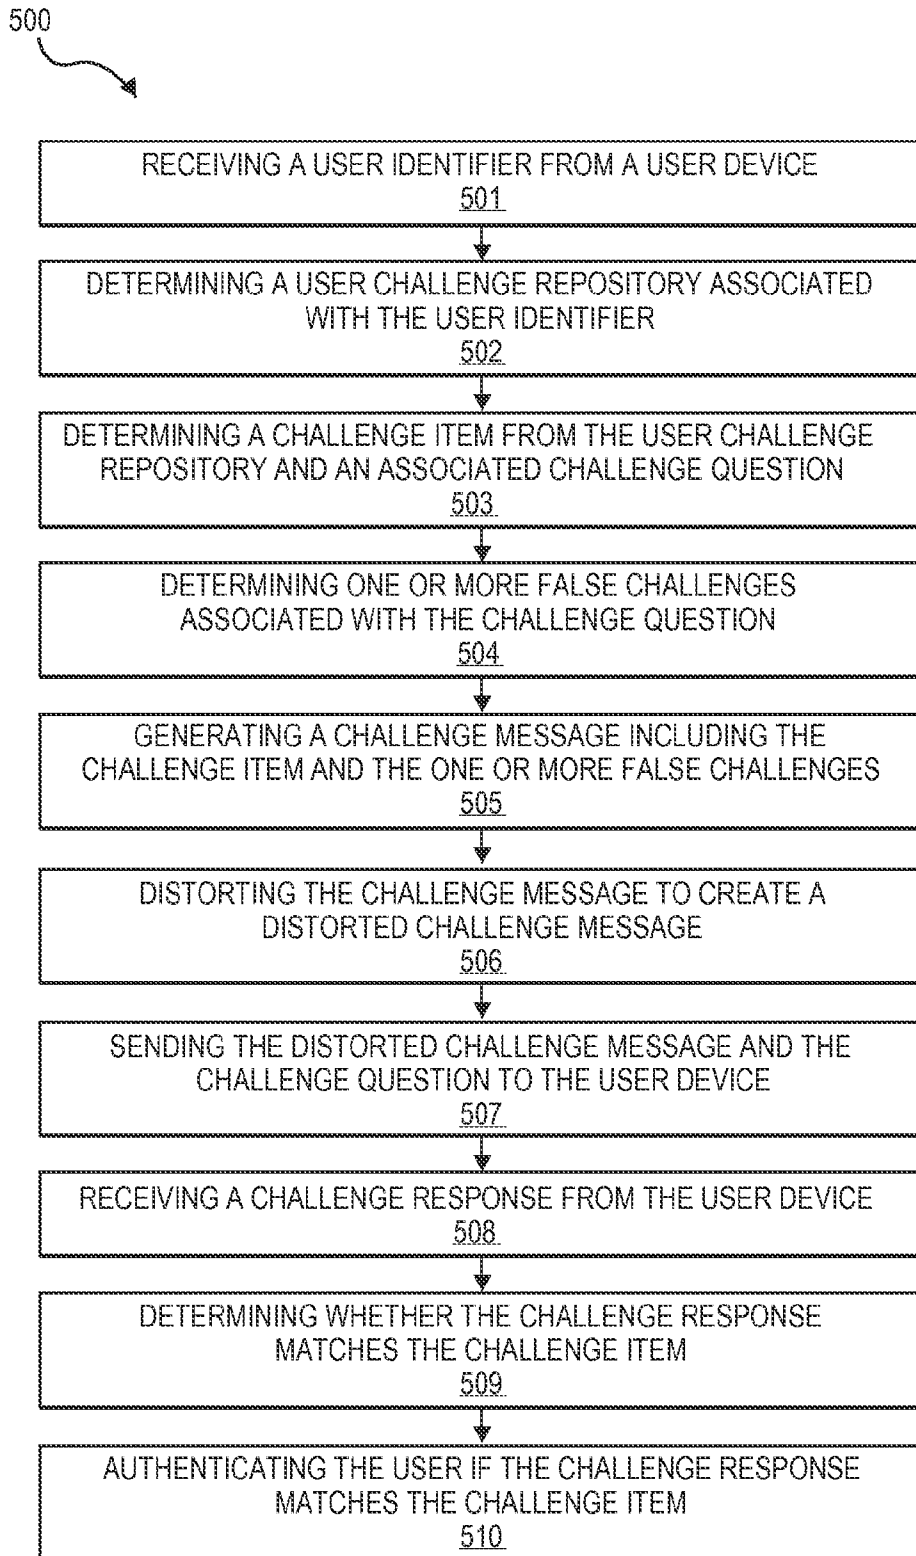 500
RECEIVING A USER IDENTIFIER FROM A USER DEVICE
501
DETERMINING A USER CHALLENGE REPOSITORY ASSOCIATED
WITH THE USER IDENTIFIER
502
DETERMINING A CHALLENGE ITEM FROM THE USER CHALLENGE
REPOSITORY AND AN ASSOCIATED CHALLENGE QUESTION
503
DETERMINING ONE OR MORE FALSE CHALLENGES
ASSOCIATED WITH THE CHALLENGE QUESTION
504
GENERATING A CHALLENGE MESSAGE INCLUDING THE
CHALLENGE ITEM AND THE ONE OR MORE FALSE CHALLENGES
505
DISTORTING THE CHALLENGE MESSAGE TO CREATE A
DISTORTED CHALLENGE MESSAGE
506
SENDING THE DISTORTED CHALLENGE MESSAGE AND THE
CHALLENGE QUESTION TO THE USER DEVICE
507
RECEIVING A CHALLENGE RESPONSE FROM THE USER DEVICE
508
DETERMINING WHETHER THE CHALLENGE RESPONSE
MATCHES THE CHALLENGE ITEM
509
AUTHENTICATING THE USER IF THE CHALLENGE RESPONSE
MATCHES THE CHALLENGE ITEM
510